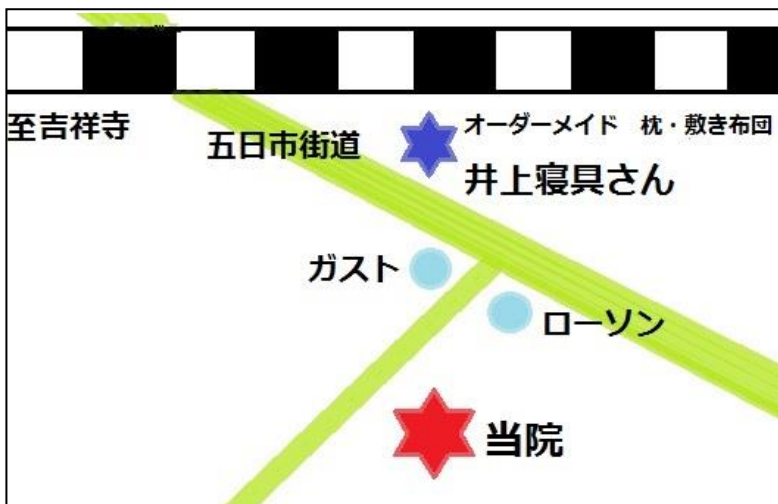 至吉祥寺
五日市街道
オーダーメイド 枕・敷き布団
井上寝具さん
ガスト
ローソン
当院